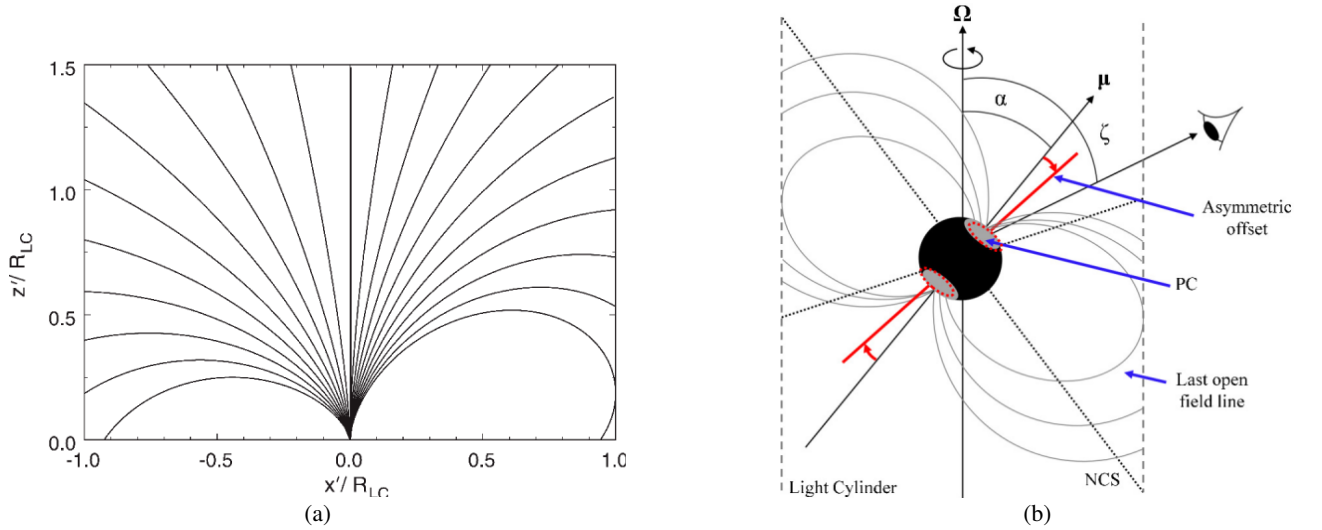 1.5
1.0
0.5
0.0
z'/ R_LC
-1.0 -0.5 0.0 0.5 1.0
x'/ R_LC
(a)
Ω
μ
α
ζ
Asymmetric
offset
PC
Last open
field line
NCS
Light Cylinder
(b)